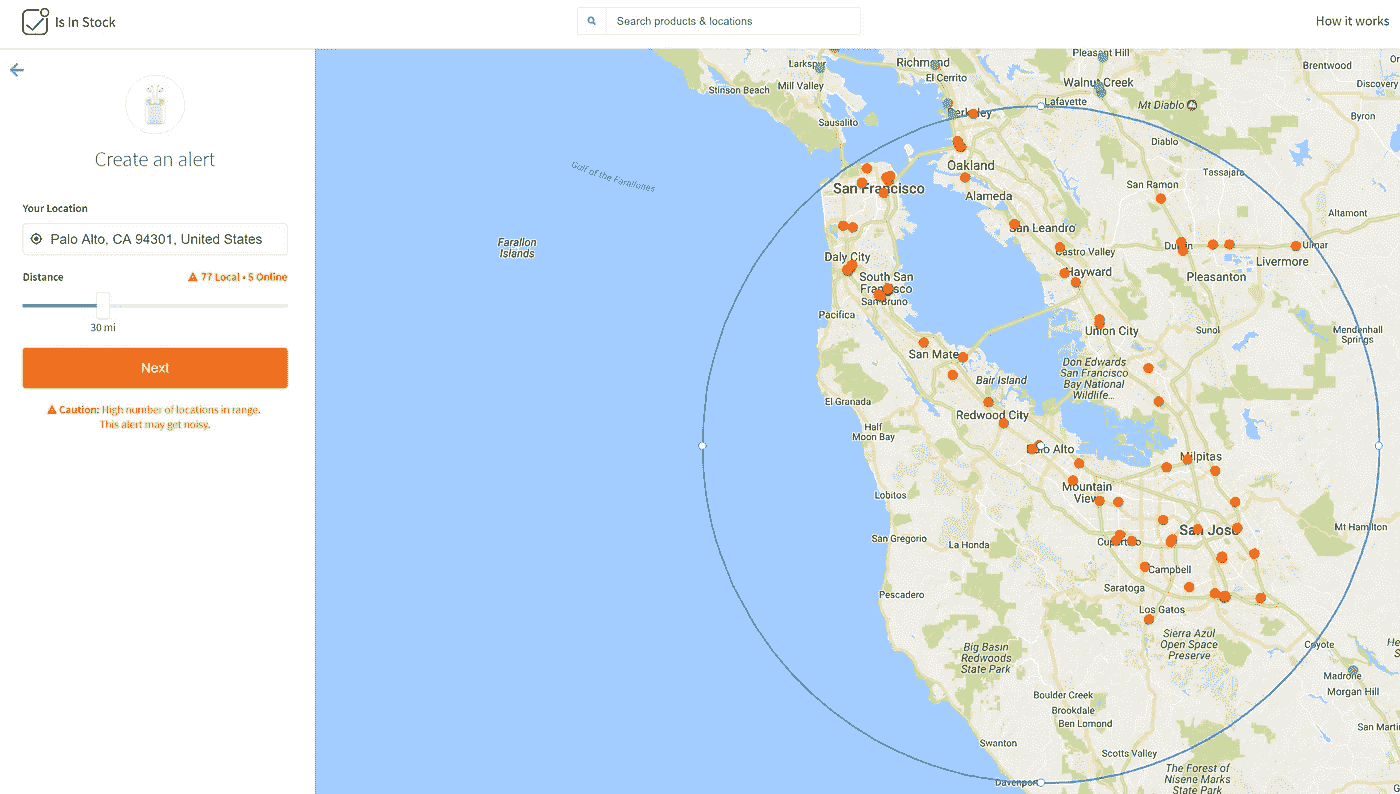 Is In Stock
Search products & locations
How it works
Create an alert
Your Location
Palo Alto, CA 94301, United States
Distance
77 Local • 5 Online
30 mi
Next
Caution: High number of locations in range.
This alert may get noisy.
Pleasant Hill
Larkspur
Richmond
Brentwood
El Cerrito
Walnut Creek
Discovery
Stinson Beach
Mill Valley
Lafayette
Mt Diablo
Berkeley
Byron
Sausalito
Diablo
Oakland
Tassajara
Gulf of the Farallones
San Francisco
San Ramon
Alameda
Altamont
San Leandro
Farallon
Islands
Castro Valley
Ulmar
Daly City
Livermore
Hayward
Pleasanton
South San
Francisco
San Bruno
Pacifica
Union City
Sunol
Mendenhall
Springs
San Mateo
Don Edwards
San Francisco
Bay National
Wildlife...
Bair Island
El Granada
Redwood City
Half
Moon Bay
Palo Alto
Milpitas
Mountain
View
Lobitos
San Jose
Mt Hamilton
San Gregorio
La Honda
Cupertino
Campbell
Saratoga
Pescadero
Los Gatos
Sierra Azul
Open Space
Preserve
Coyote
Big Basin
Redwoods
State Park
Madrone
Morgan Hill
Boulder Creek
Brookdale
Ben Lomond
San Marti
Swanton
Scotts Valley
The Forest of
Nisene Marks
State Park
Davenport